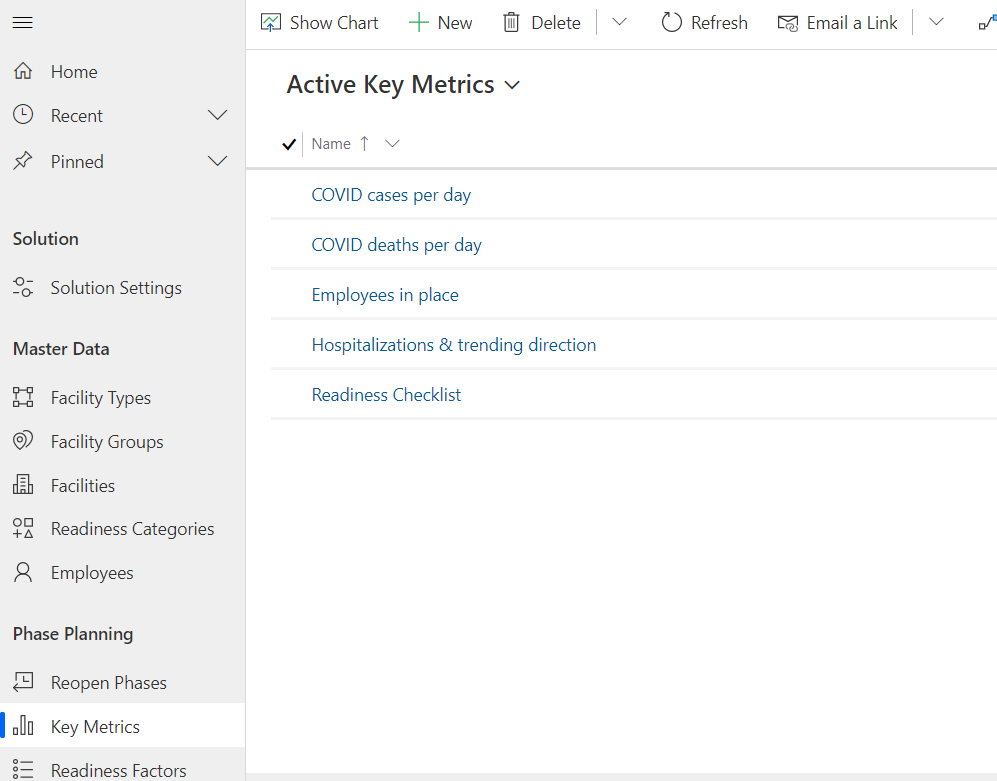 Show Chart
New
Delete
Refresh
Email a Link
Home
Recent
Pinned
Solution
Solution Settings
Master Data
Facility Types
Facility Groups
Facilities
Readiness Categories
Employees
Phase Planning
Reopen Phases
Key Metrics
Readiness Factors
Active Key Metrics
Name
COVID cases per day
COVID deaths per day
Employees in place
Hospitalizations & trending direction
Readiness Checklist